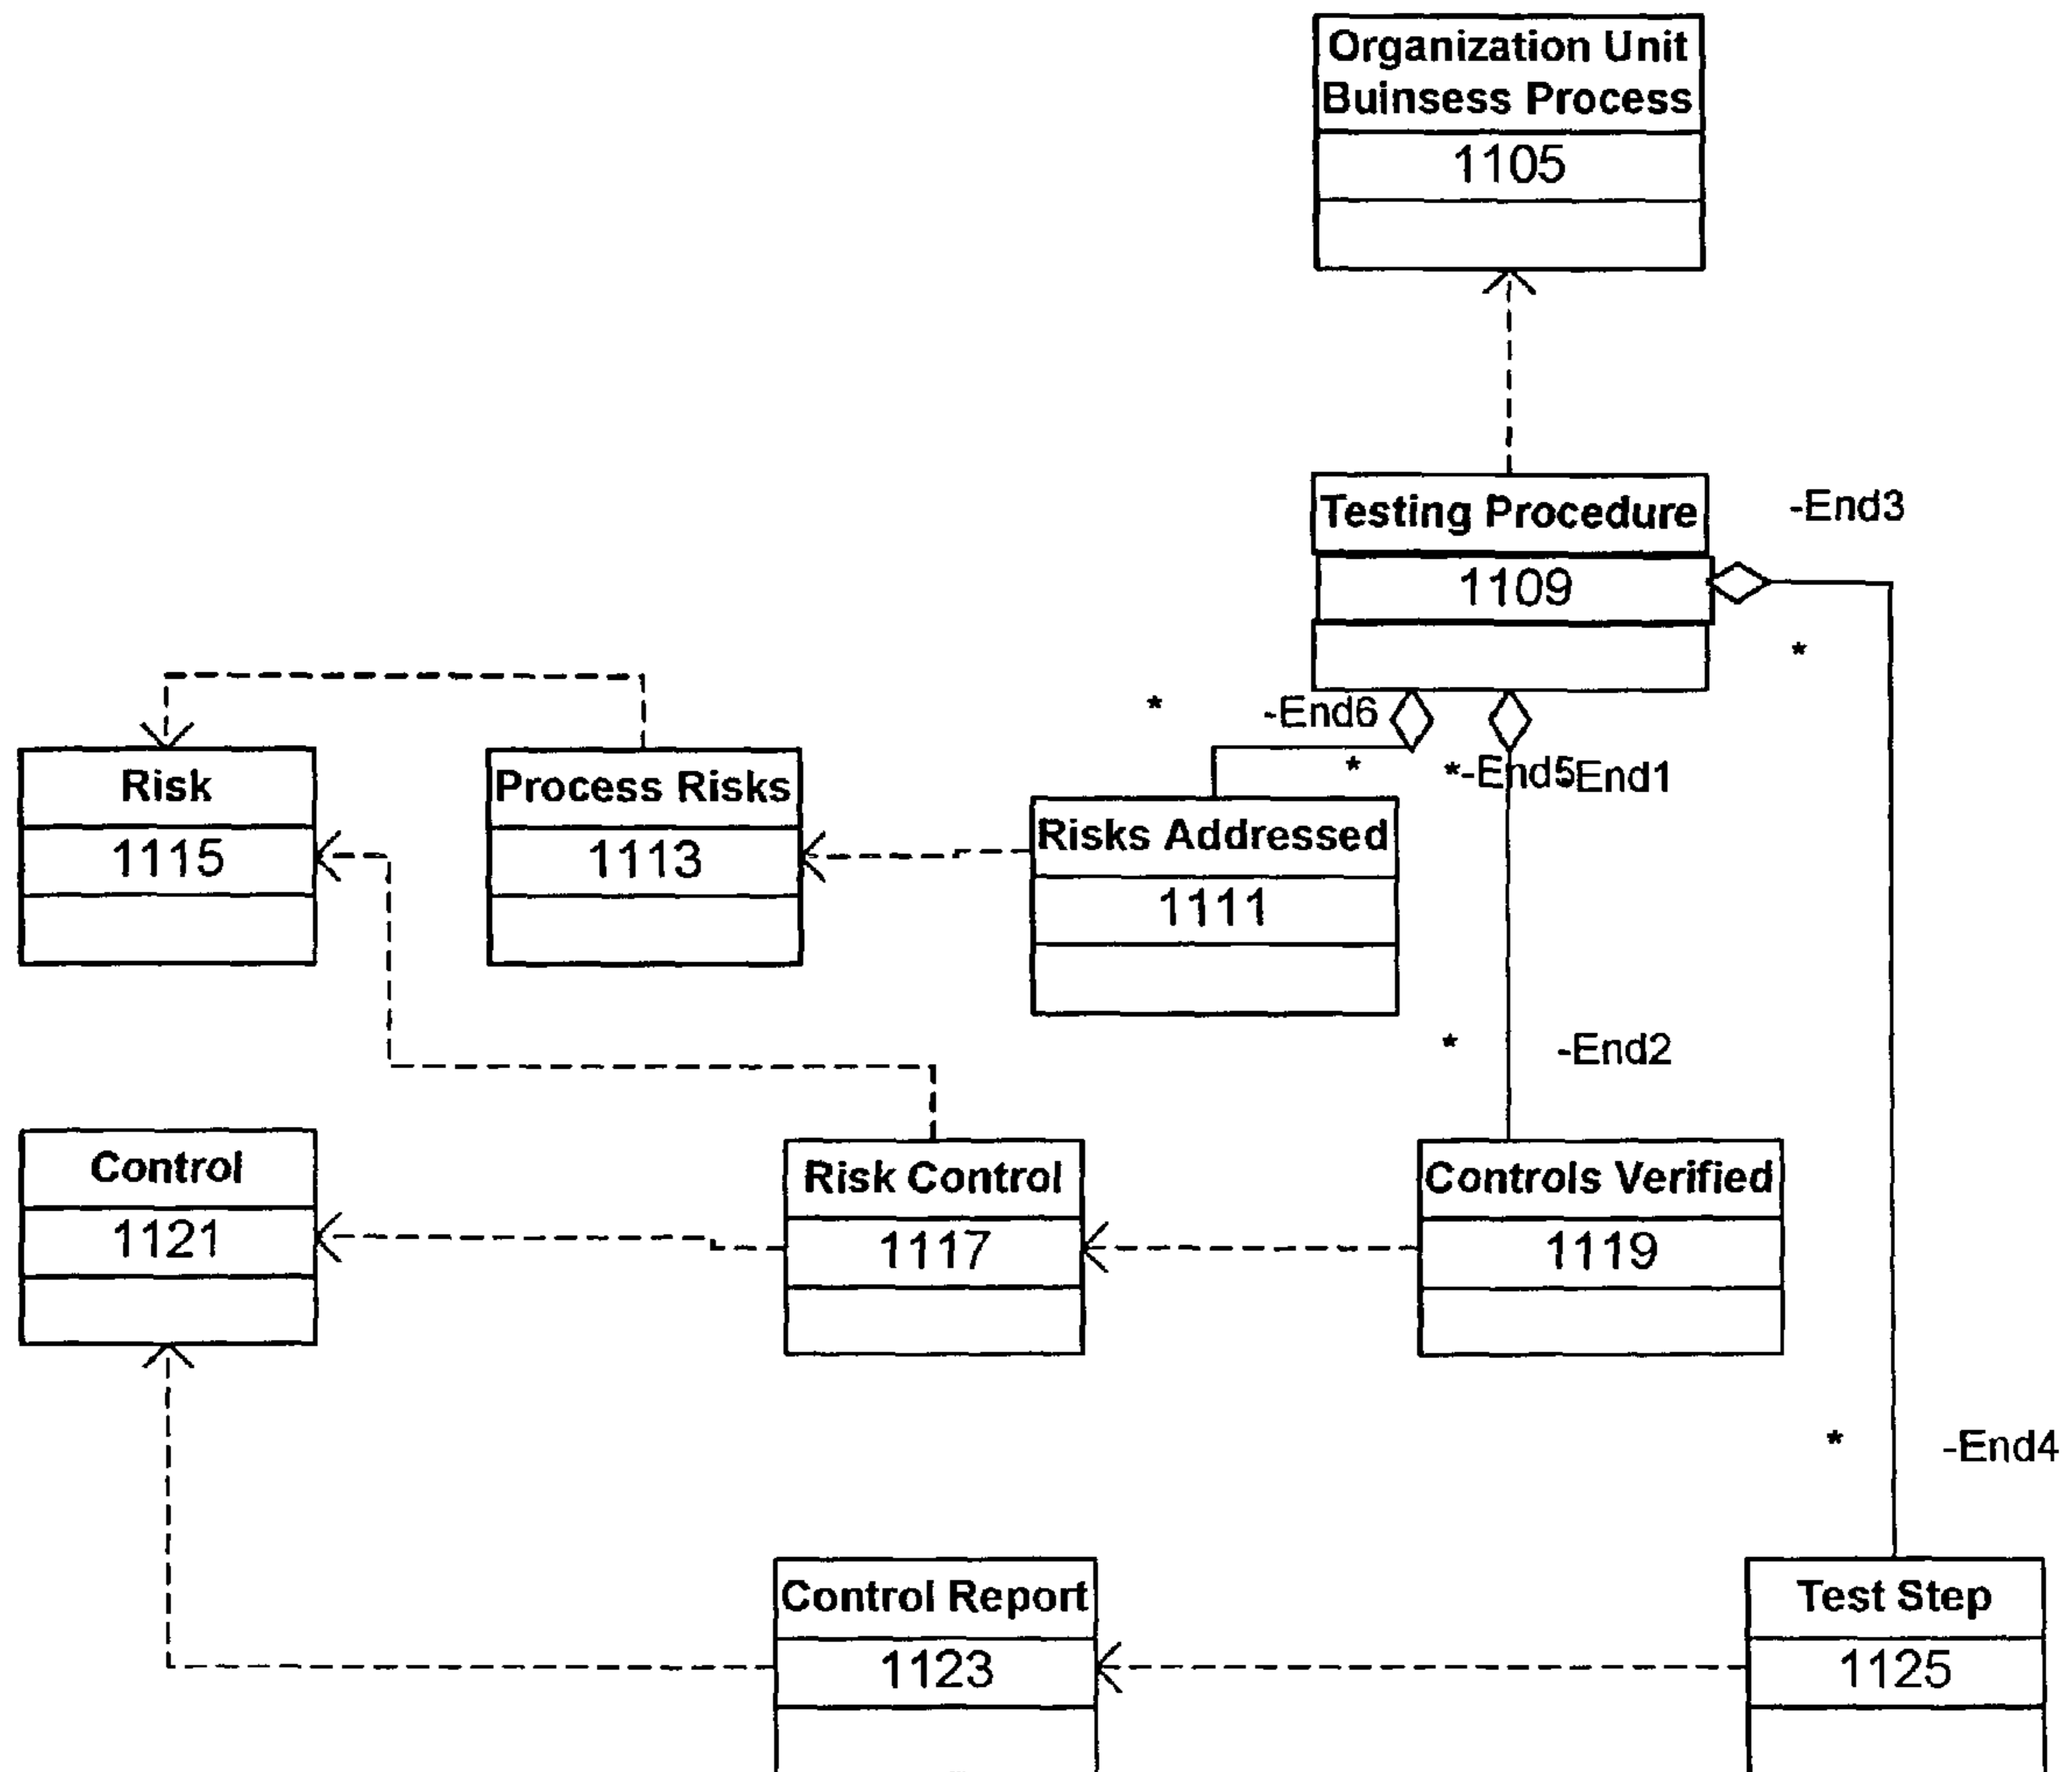 Organization Unit
Buinsess Process
1105
Testing Procedure
-End3
1109
*
*
-End6
*
*-End5End1
Risk
1115
Process Risks
1113
Risks Addressed
1111
*
-End2
Control
1121
Risk Control
1117
Controls Verified
1119
*
-End4
Control Report
1123
Test Step
1125